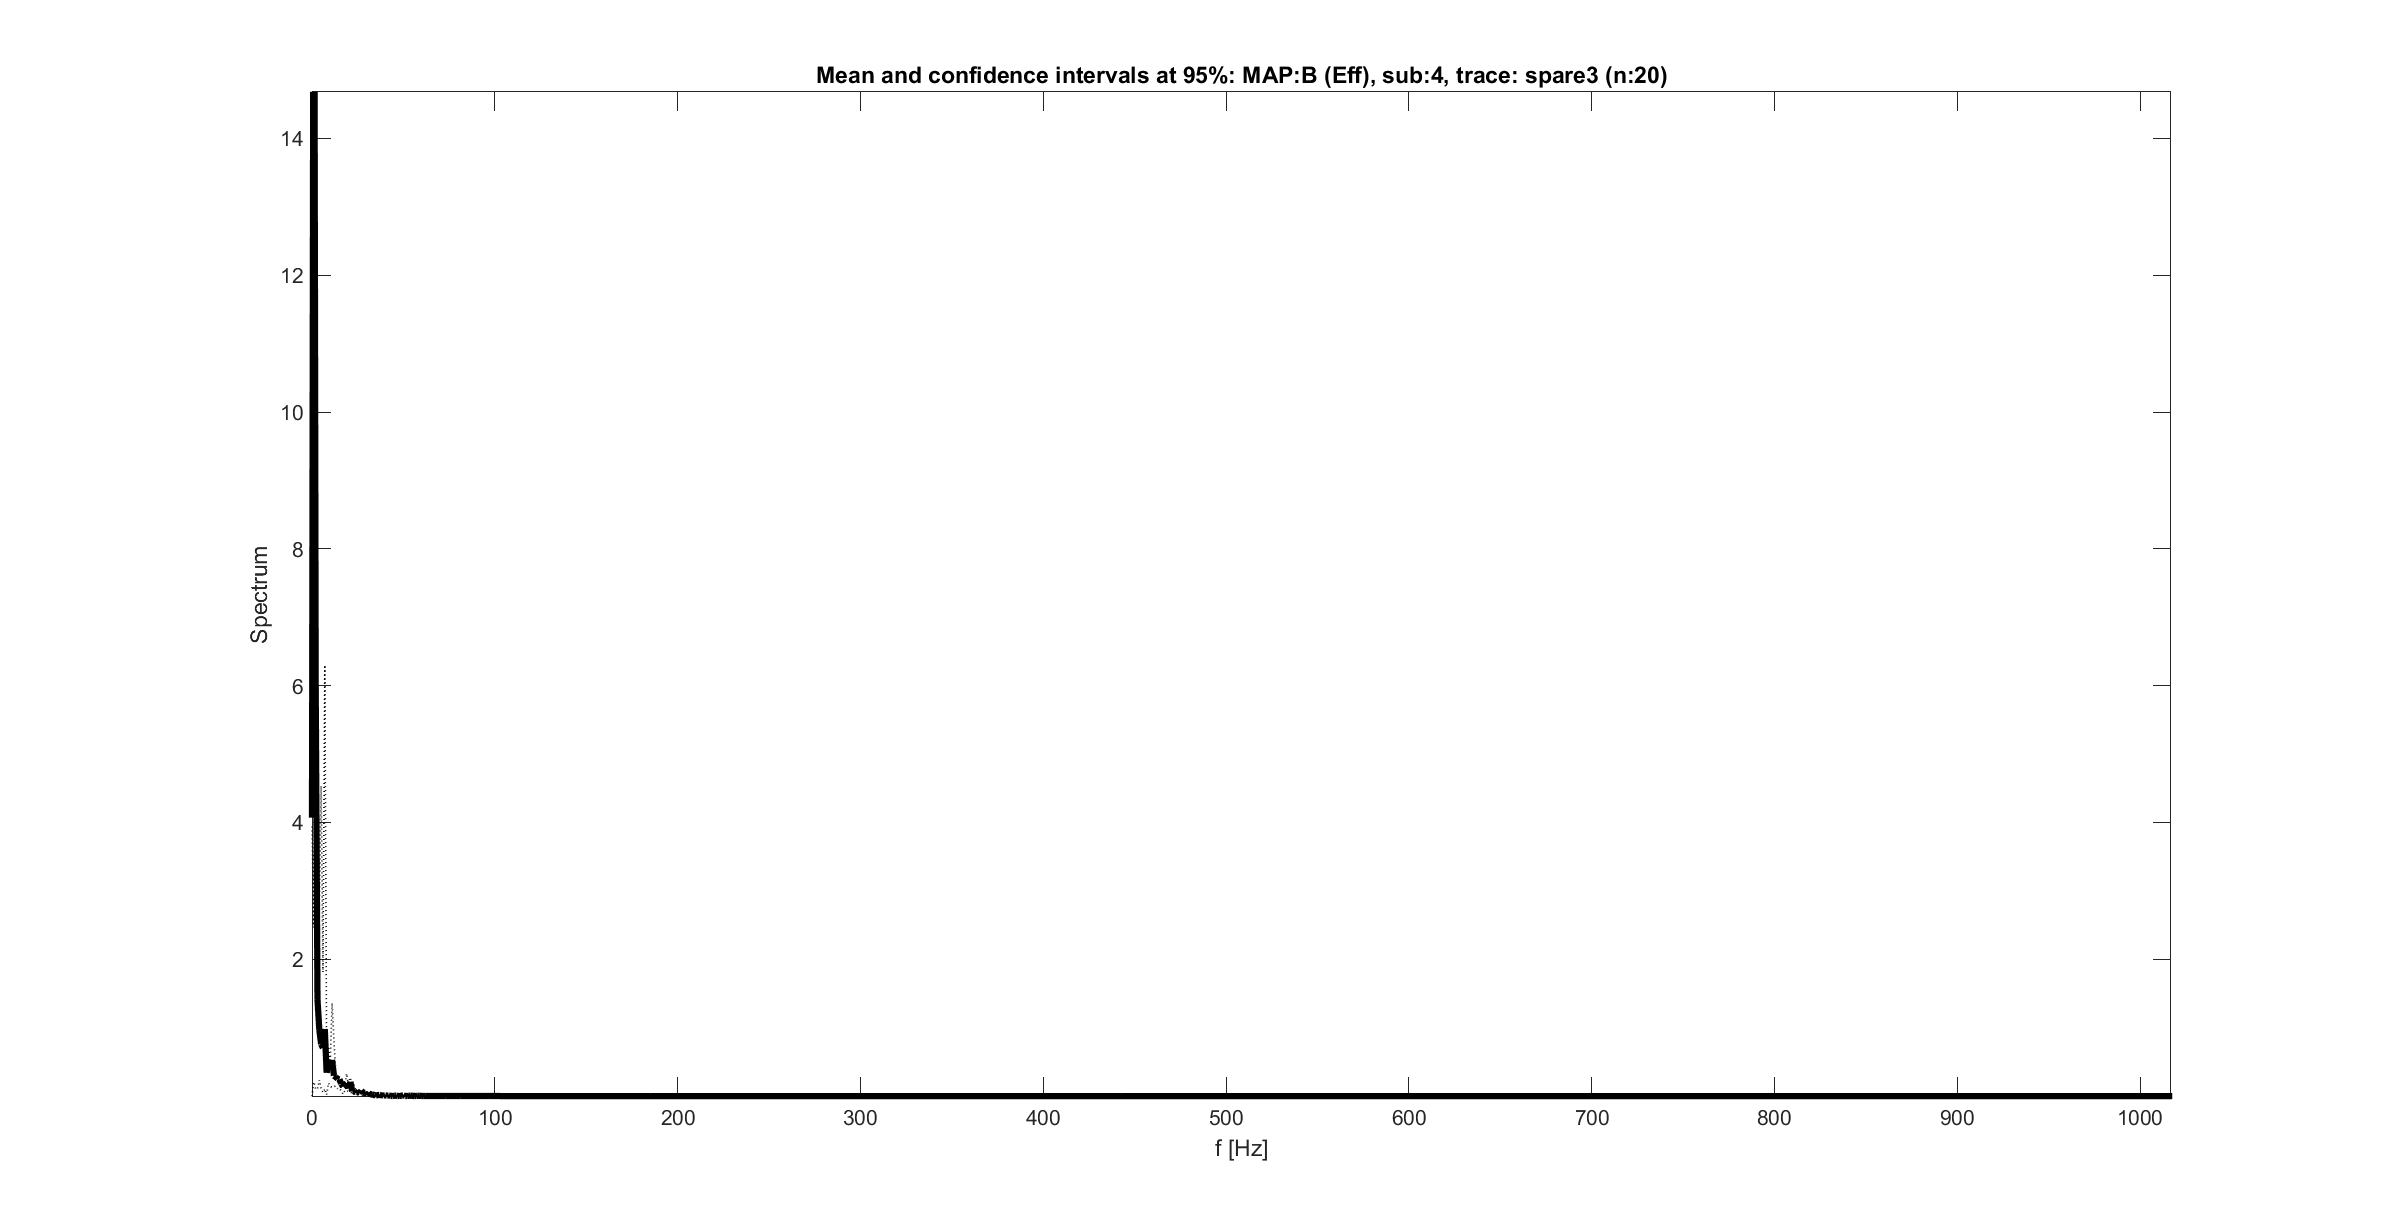 Mean and confidence intervals at 95%: MAP:B (Eff), sub:4, trace: spare3 (n:20)
14
12
10
8
6
4
2
Spectrum
0 100 200 300 400 500 600 700 800 900 1000
f [Hz]